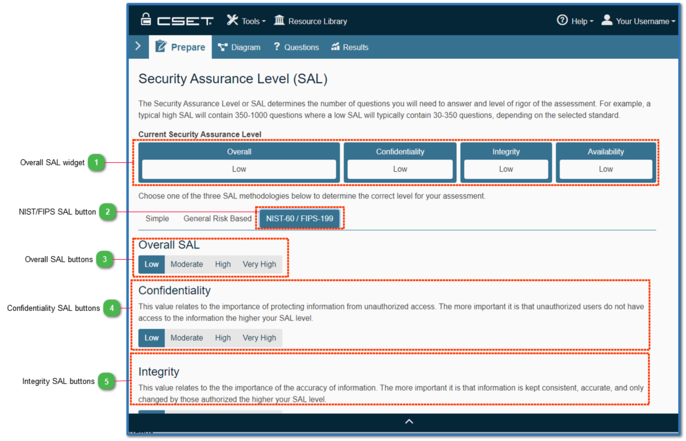 CSET Tools Resource Library Help Your Username
Prepare Diagram ? Questions Results
Security Assurance Level (SAL)
The Security Assurance Level or SAL determines the number of questions you will need to answer and level of rigor of the assessment. For example, a
typical high SAL will contain 350-1000 questions where a low SAL will typically contain 30-350 questions, depending on the selected standard.
Current Security Assurance Level
Overall Confidentiality Integrity Availability
Overall SAL widget 1
Low Low Low Low
Choose one of the three SAL methodologies below to determine the correct level for your assessment.
NIST/FIPS SAL button 2
Simple General Risk Based NIST-60 / FIPS-199
Overall SAL
Overall SAL buttons 3
Low Moderate High Very High
Confidentiality
This value relates to the importance of protecting information from unauthorized access. The more important it is that unauthorized users do not have
Confidentiality SAL buttons 4
access to the information the higher your SAL level.
Low Moderate High Very High
Integrity
Integrity SAL buttons 5
This value relates to the the importance of the accuracy of information. The more important it is that information is kept consistent, accurate, and only
changed by those authorized the higher your SAL level.